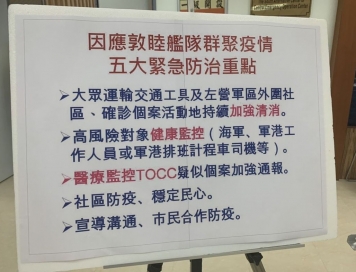 因應敦睦艦隊群聚疫情
五大緊急防治重點
➢大眾運輸交通工具及左營軍區外圍社
區、確診個案活動地持續加強清消。
➢高風險對象健康監控（海軍、軍港工
作人員或軍港排班計程車司機等）。
➢醫療監控TOCC疑似個案加強通報。
➢社區防疫、穩定民心。
➢宣導溝通、市民合作防疫。